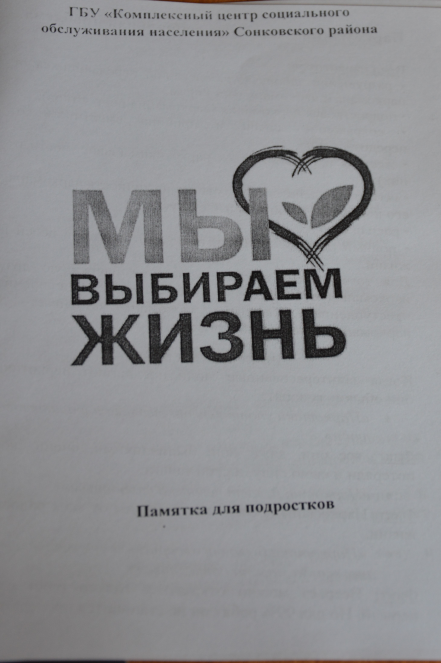 ГБУ «Комплексный центр социального
обслуживания населения» Сонковского района
МЫ
ВЫБИРАЕМ
ЖИЗНЬ
Памятка для подростков